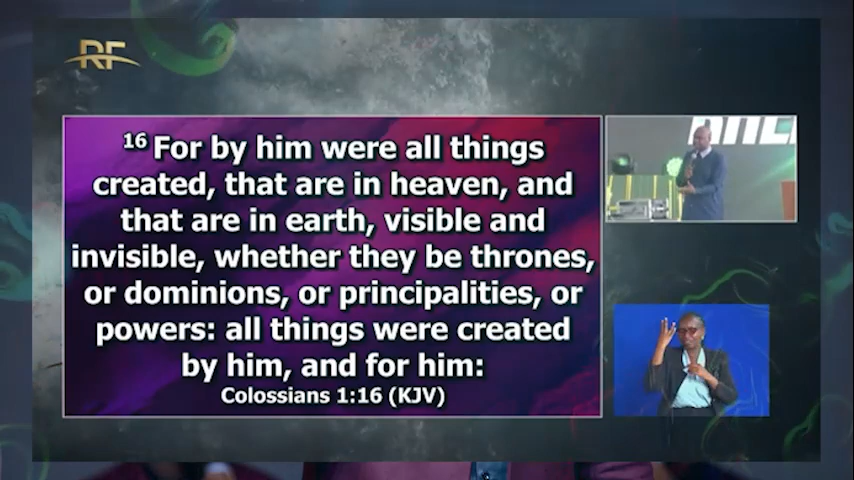 RF
16 For by him were all things
created, that are in heaven, and
that are in earth, visible and
invisible, whether they be thrones,
or dominions, or principalities, or
powers: all things were created
by him, and for him:
Colossians 1:16 (KJV)